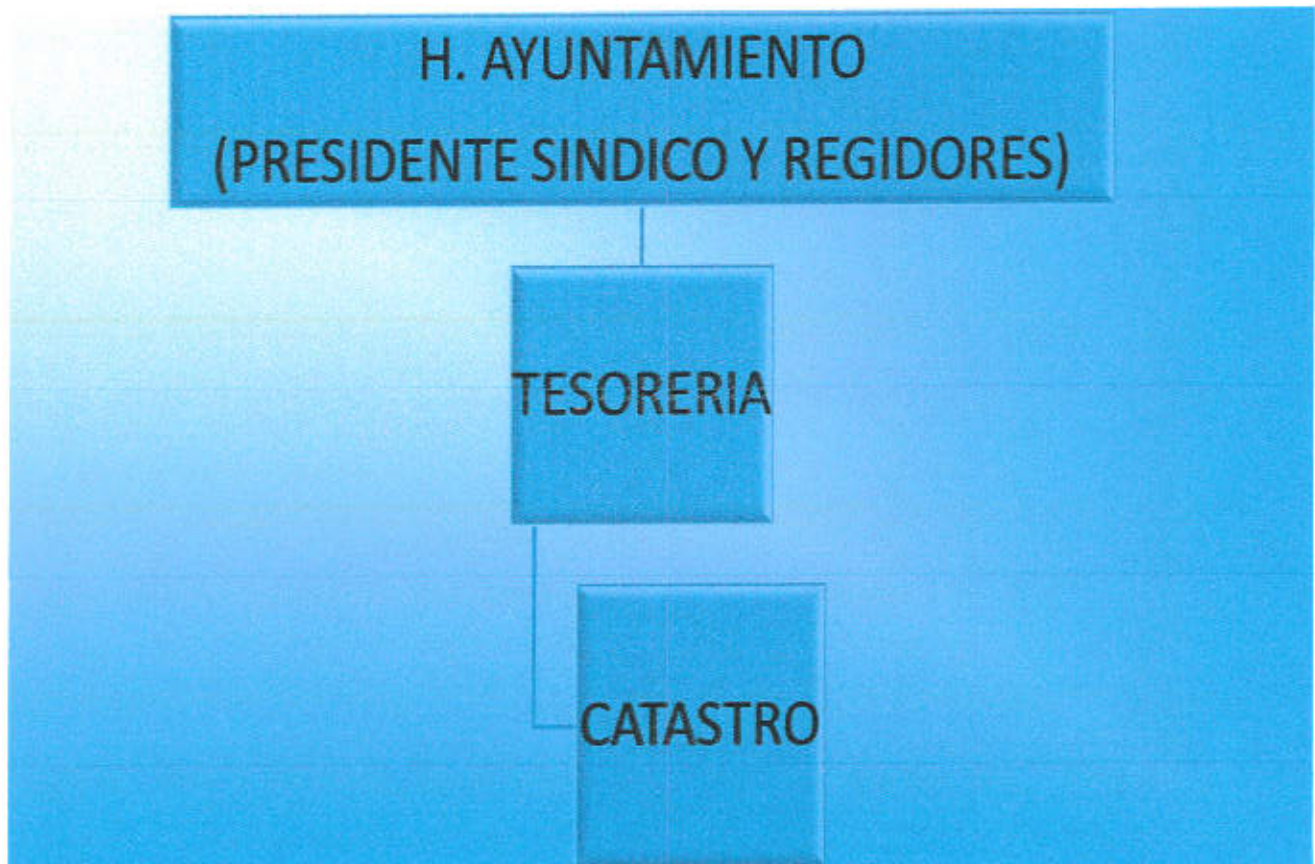 H. AYUNTAMIENTO
(PRESIDENTE SINDICO Y REGIDORES)
TESORERIA
CATASTRO